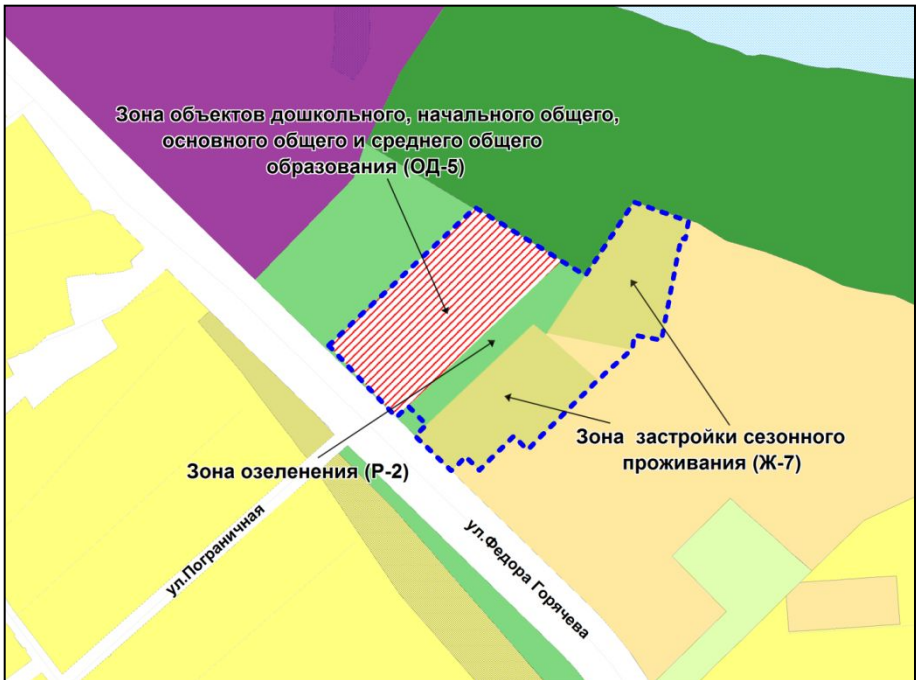 Зона объектов дошкольного, начального общего,
основного общего и среднего общего
образования (ОД-5)
Зона застройки сезонного
проживания (Ж-7)
Зона озеленения (Р-2)
ул.Пограничная
ул.Федора Горячева